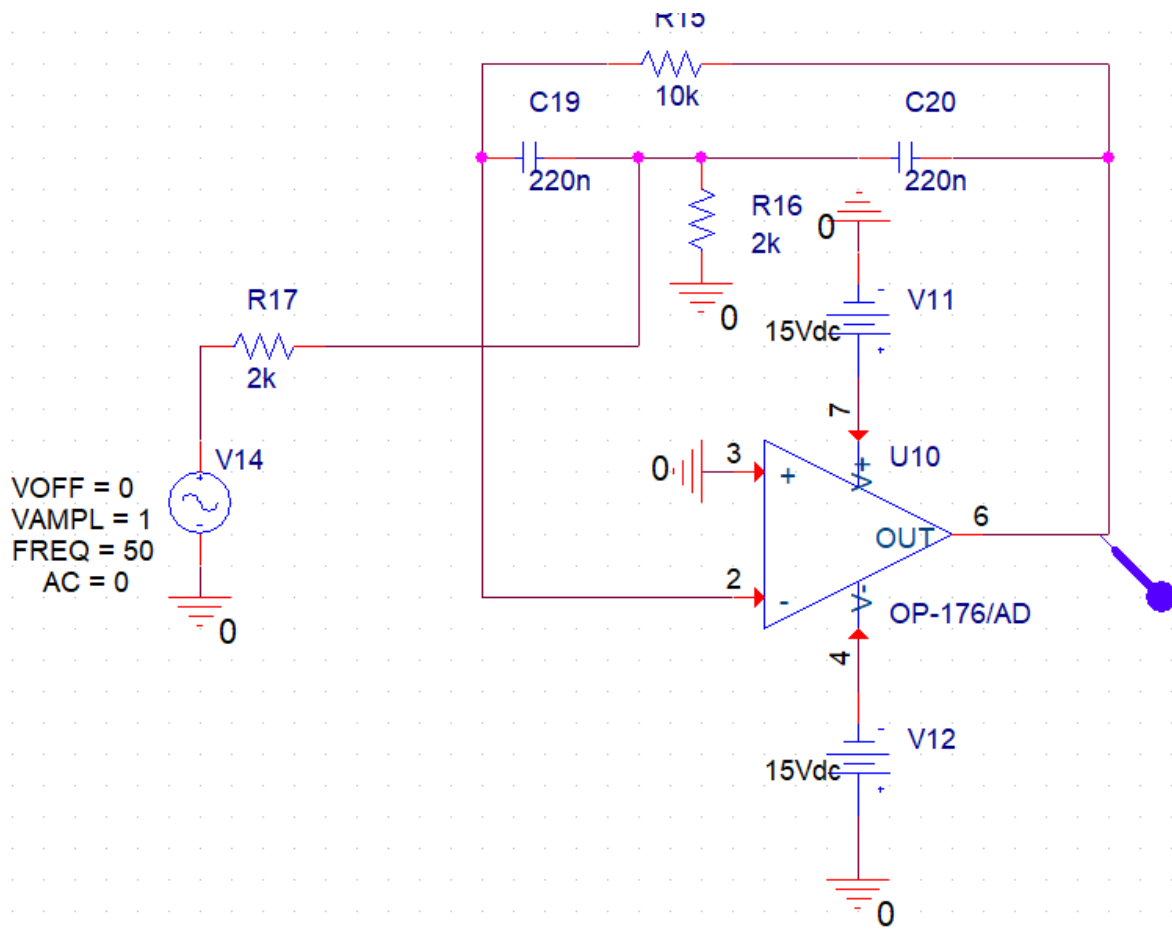 R15
10k
C19
C20
220n
220n
R16
2k
0
0
R17
2k
V11
15Vdc
-
+
7
V14
VOFF = 0
VAMPL = 1
FREQ = 50
AC = 0
0
0
3
+
V+
U10
6
OUT
2
-
V-
OP-176/AD
4
V12
15Vdc
-
+
0